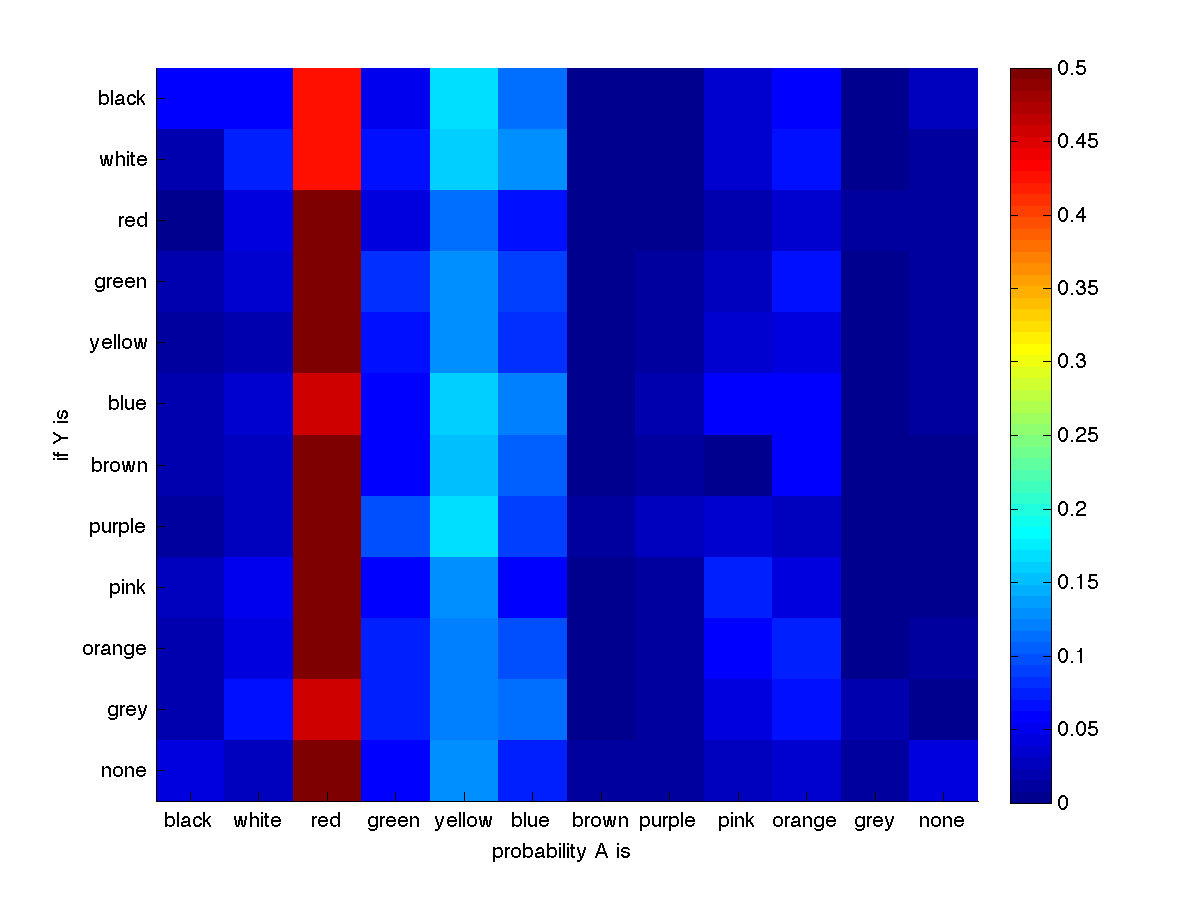 black
white
red
green
yellow
blue
brown
purple
pink
orange
grey
none
if Y is
black white red green yellow blue brown purple pink orange grey none
probability A is
0.5
0.45
0.4
0.35
0.3
0.25
0.2
0.15
0.1
0.05
0